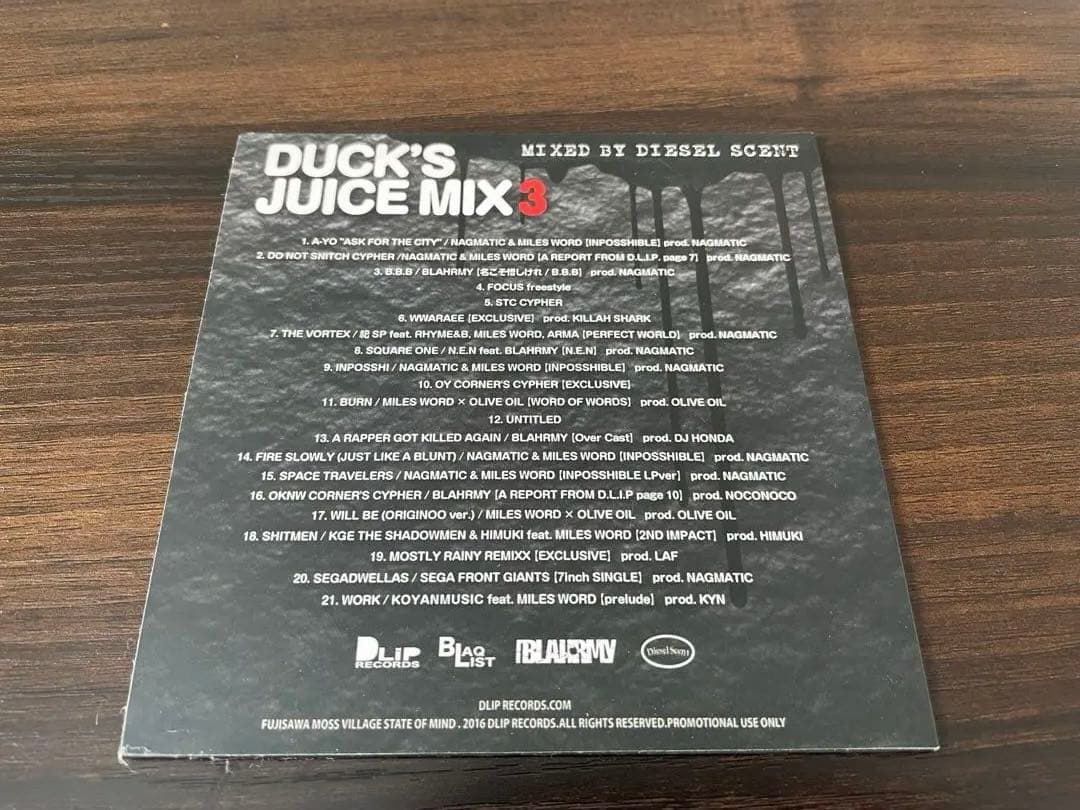 DUCK'S
JUICE MIX 3
MIXED BY DIESEL SCENT
1. A-YO "ASK FOR THE CITY" / NAGMATIC & MILES WORD [INPOSSHIBLE] prod. NAGMATIC
2. DO NOT SNITCH CYPHER /NAGMATIC & MILES WORD [A REPORT FROM D.L.I.P. page 7] prod. NAGMATIC
3. B.B.B / BLAHRMY [名こそ惜しけれ / B.B.B] prod. NAGMATIC
4. FOCUS freestyle
5. STC CYPHER
6. WWARAEE [EXCLUSIVE] prod. KILLAH SHARK
7. THE VORTEX / 紹 SP feat. RHYME&B, MILES WORD, ARMA [PERFECT WORLD] prod. NAGMATIC
8. SQUARE ONE / N.E.N feat. BLAHRMY [N.E.N] prod. NAGMATIC
9. INPOSSHI / NAGMATIC & MILES WORD [INPOSSHIBLE] prod. NAGMATIC
10. OY CORNER'S CYPHER [EXCLUSIVE]
11. BURN / MILES WORD × OLIVE OIL [WORD OF WORDS] prod. OLIVE OIL
12. UNTITLED
13. A RAPPER GOT KILLED AGAIN / BLAHRMY [Over Cast] prod. DJ HONDA
14. FIRE SLOWLY (JUST LIKE A BLUNT) / NAGMATIC & MILES WORD [INPOSSHIBLE] prod. NAGMATIC
15. SPACE TRAVELERS / NAGMATIC & MILES WORD [INPOSSHIBLE LPver] prod. NAGMATIC
16. OKNW CORNER'S CYPHER / BLAHRMY [A REPORT FROM D.L.I.P page 10] prod. NOCONOCO
17. WILL BE (ORIGINOO ver.) / MILES WORD × OLIVE OIL prod. OLIVE OIL
18. SHITMEN / KGE THE SHADOWMEN & HIMUKI feat. MILES WORD [2ND IMPACT] prod. HIMUKI
19. MOSTLY RAINY REMIXX [EXCLUSIVE] prod. LAF
20. SEGADWELLAS / SEGA FRONT GIANTS [7inch SINGLE] prod. NAGMATIC
21. WORK / KOYANMUSIC feat. MILES WORD [prelude] prod. KYN
DLiP RECORDS
BLAQ LIST
BLAHRMY
Diesel Scent
DLIP RECORDS.COM
FUJISAWA MOSS VILLAGE STATE OF MIND . 2016 DLIP RECORDS.ALL RIGHTS RESERVED.PROMOTIONAL USE ONLY